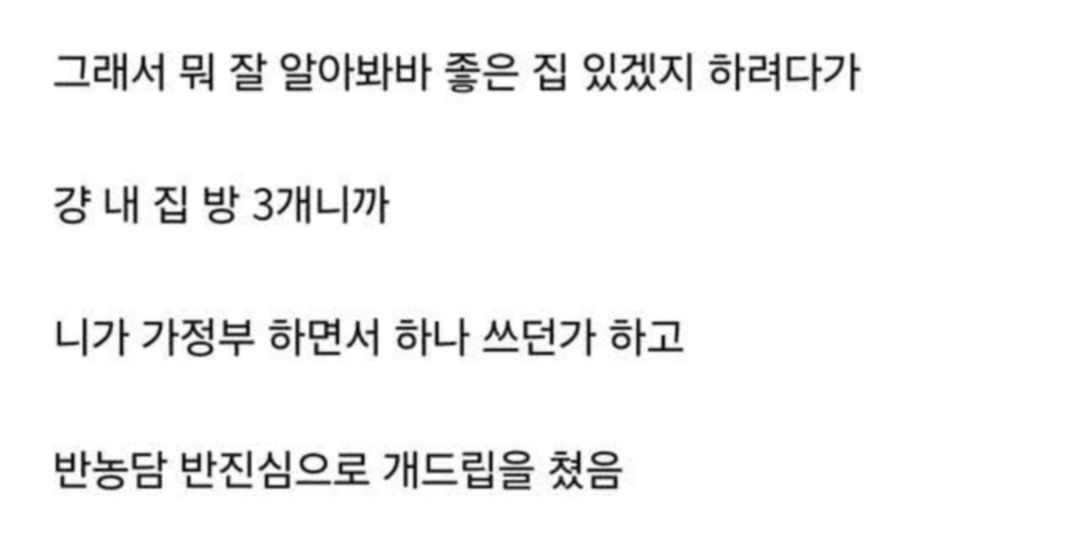 그래서 뭐 잘 알아봐바 좋은 집 있겠지 하려다가
걍 내 집 방 3개니까
니가 가정부 하면서 하나 쓰던가 하고
반농담 반진심으로 개드립을 쳤음